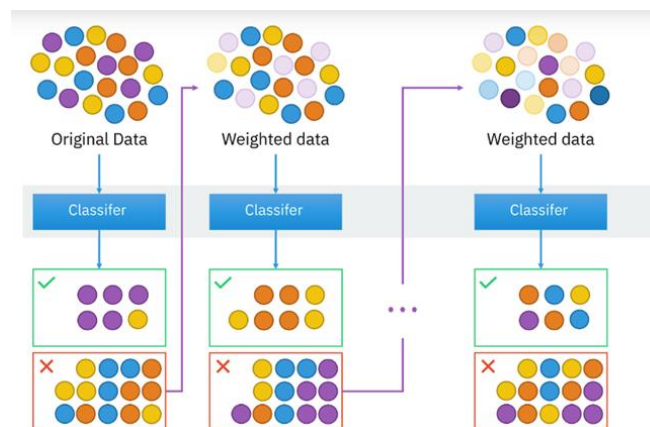 Original Data
Weighted data
Weighted data
Classifer
Classifer
Classifer